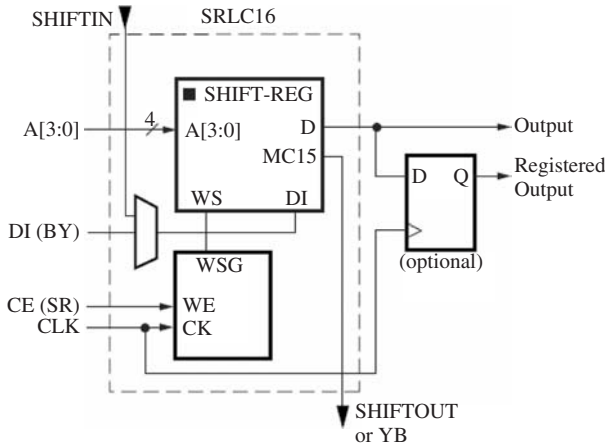 SHIFTIN
SRLC16
SHIFT-REG
4
A[3:0]
A[3:0]
D
Output
MC15
D Q
Registered
Output
WS
DI
DI (BY)
WSG
(optional)
CE (SR)
WE
CLK
CK
SHIFTOUT
or YB